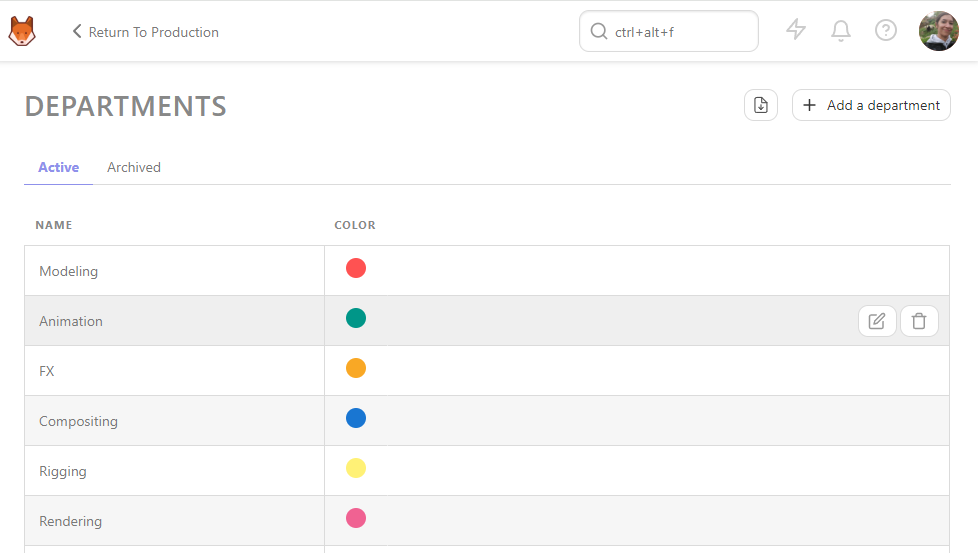 Return To Production
ctrl+alt+f
DEPARTMENTS
Add a department
Active Archived
NAME COLOR
Modeling
Animation
FX
Compositing
Rigging
Rendering